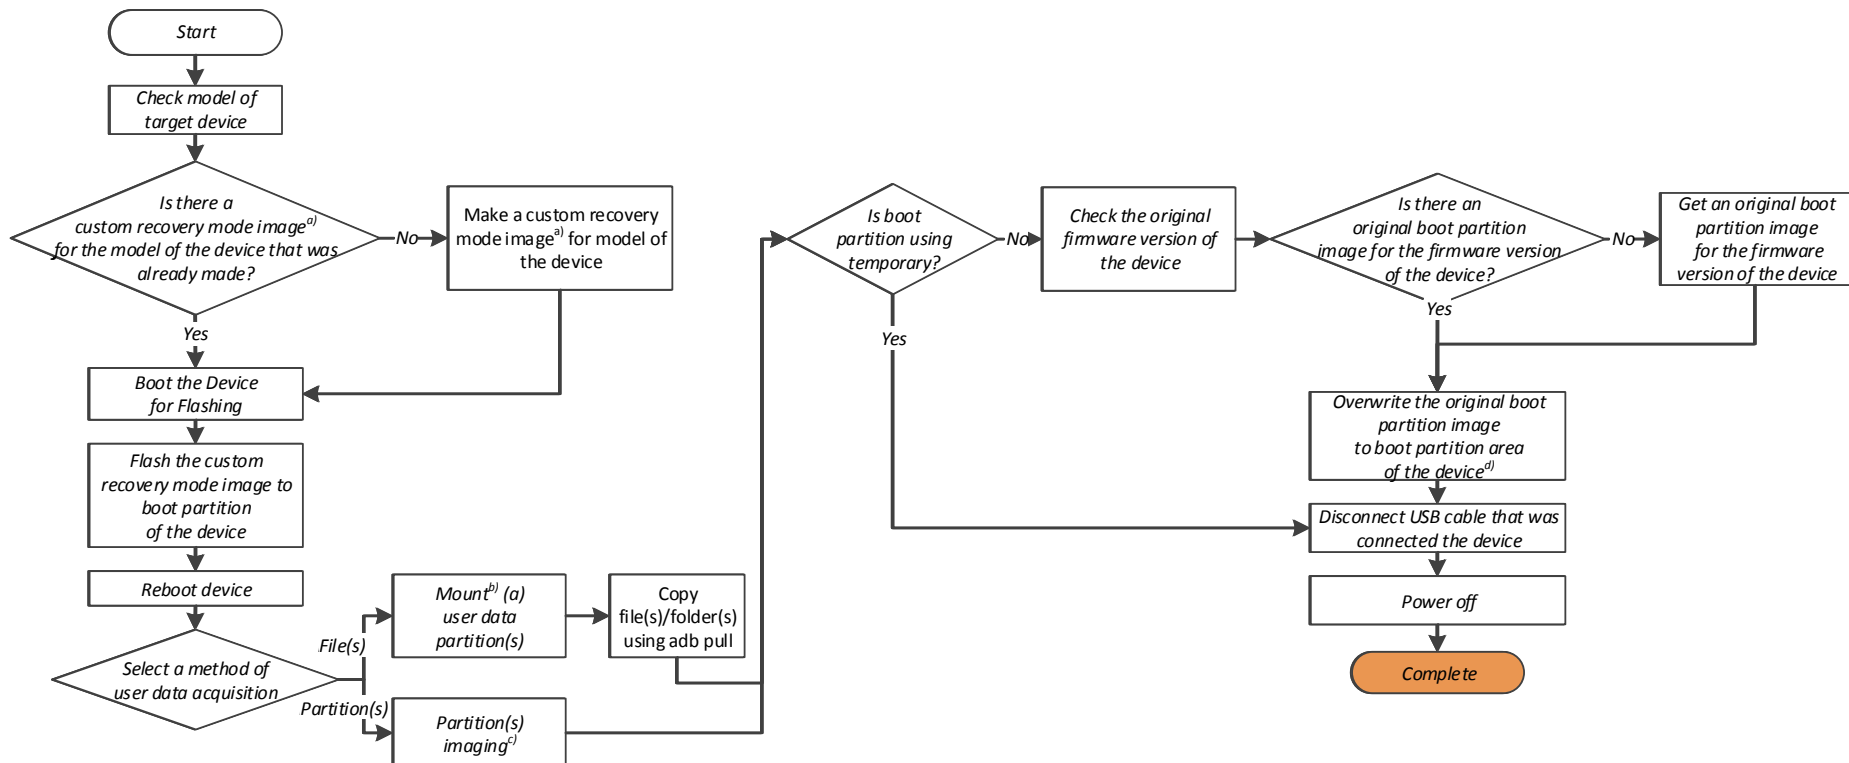 Start
Check model of
target device
Is there a
custom recovery mode image a)
for the model of the device that was
already made?
No
Make a custom recovery
mode image a) for model of
the device
Yes
Boot the Device
for Flashing
Flash the custom
recovery mode image to
boot partition
of the device
Reboot device
Select a method of
user data acquisition
File(s)
Mount b) (a)
user data
partition(s)
Copy
file(s)/folder(s)
using adb pull
Partition(s)
Partition(s)
imaging c)
Is boot
partition using
temporary?
No
Check the original
firmware version of
the device
Is there an
original boot partition
image for the firmware version
of the device?
No
Get an original boot
partition image
for the firmware
version of the device
Yes
Yes
Overwrite the original boot
partition image
to boot partition area
of the device d)
Disconnect USB cable that was
connected the device
Power off
Complete